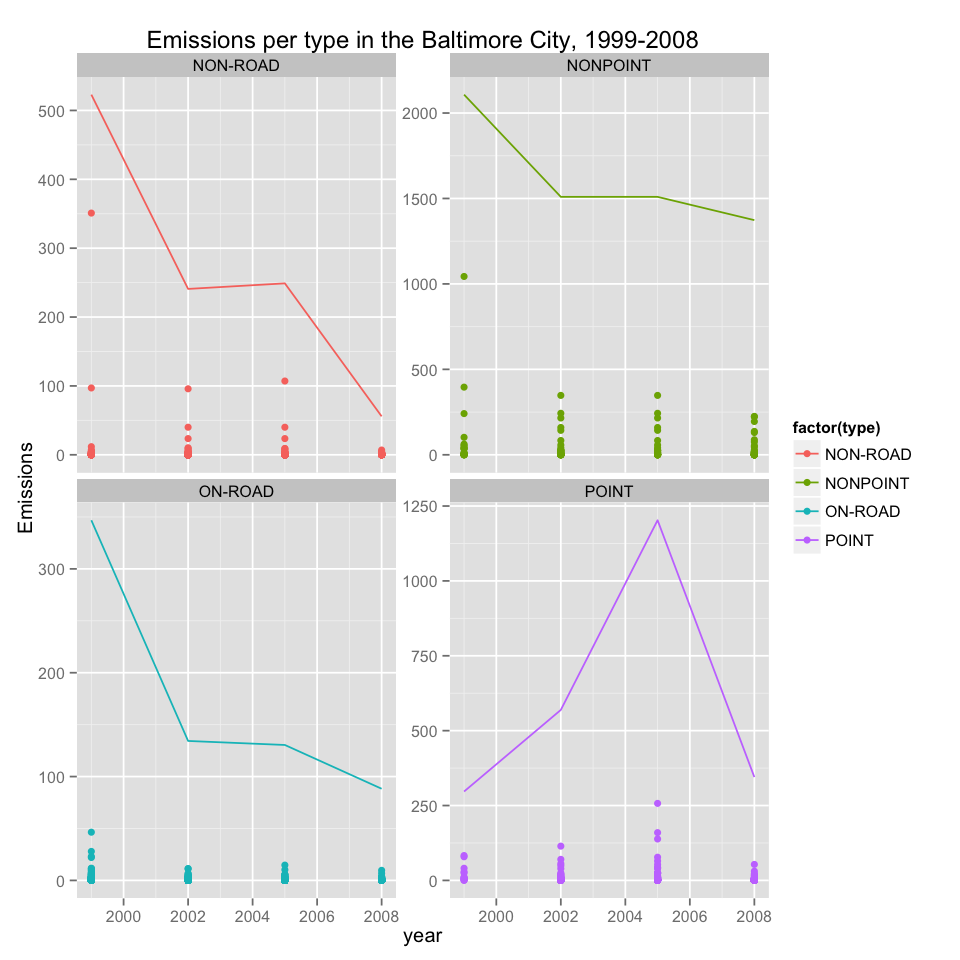 Emissions per type in the Baltimore City, 1999-2008
NON-ROAD
NONPOINT
500
400
300
200
100
0
2000
1500
1000
500
0
Emissions
ON-ROAD
POINT
300
200
100
0
1250
1000
750
500
250
0
2000 2002 2004 2006 2008
2000 2002 2004 2006 2008
year
factor(type)
NON-ROAD
NONPOINT
ON-ROAD
POINT